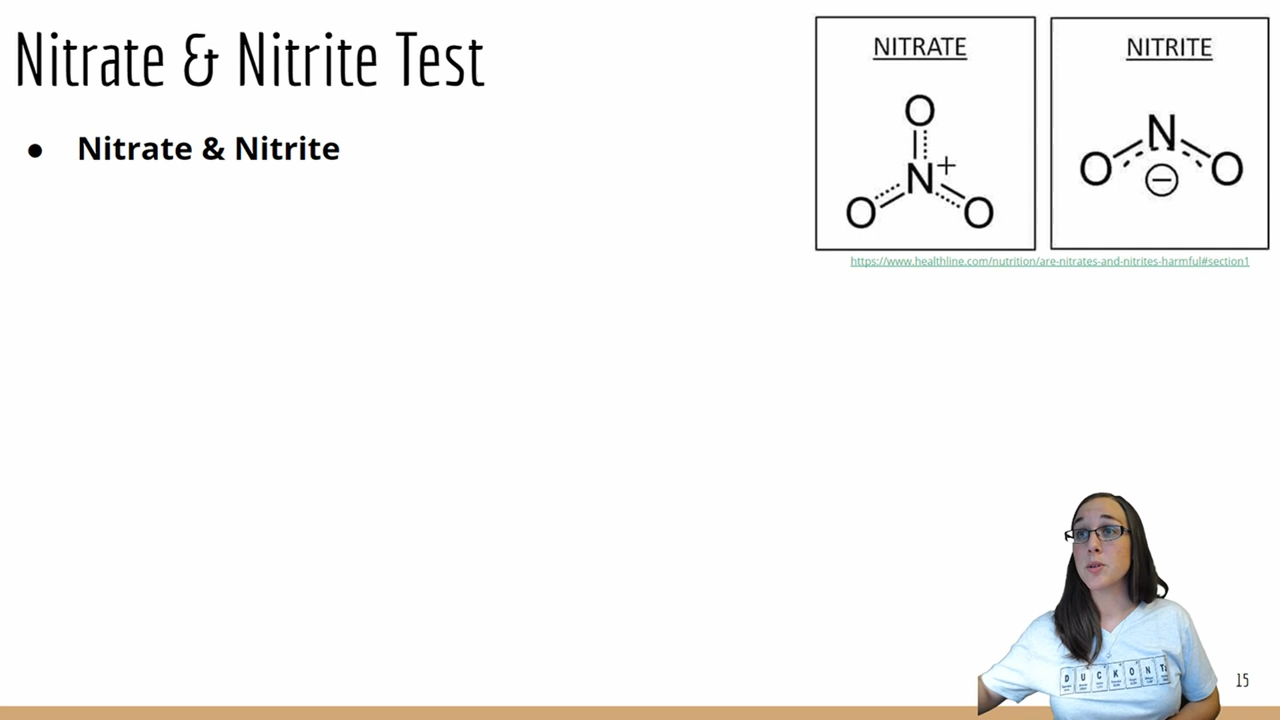 Nitrate & Nitrite Test
● Nitrate & Nitrite
NITRATE
O
N+
O O
NITRITE
N
O O
−
https://www.healthline.com/nutrition/are-nitrates-and-nitrites-harmful#section1
D U C K O N T
15